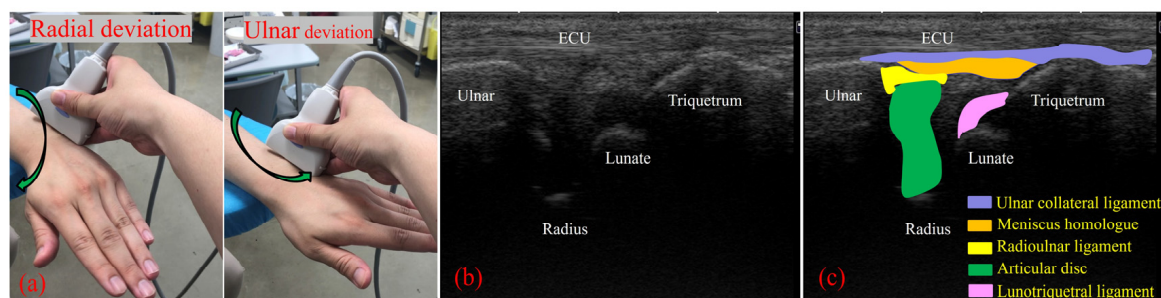 Radial deviation
Ulnar deviation
(a)
ECU
Ulnar
Triquetrum
Lunate
Radius
(b)
ECU
Ulnar
Triquetrum
Lunate
Radius
Ulnar collateral ligament
Meniscus homologue
Radioulnar ligament
Articular disc
Lunotriquetral ligament
(c)